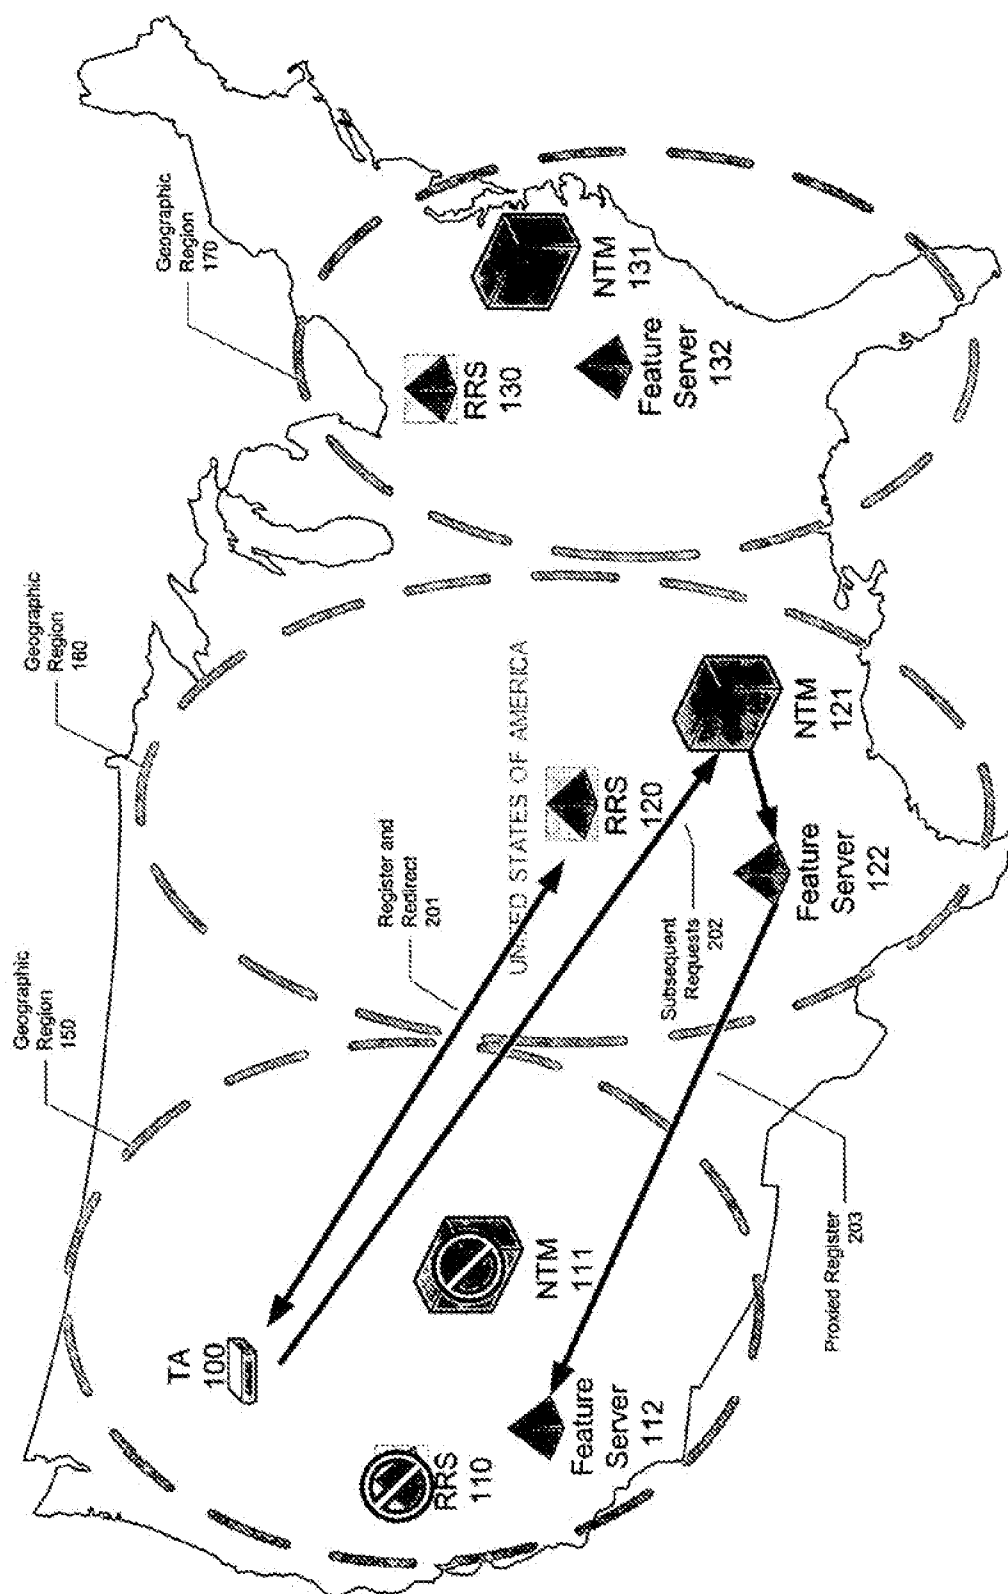 Geographic
Region
150
Geographic
Region
160
Geographic
Region
170
TA
100
RRS
110
NTM
111
Feature
Server
112
Register and
Redirect
201
UNITED STATES OF AMERICA
RRS
120
NTM
121
Feature
Server
122
Subsequent
Requests
202
Proxied Register
203
RRS
130
NTM
131
Feature
Server
132